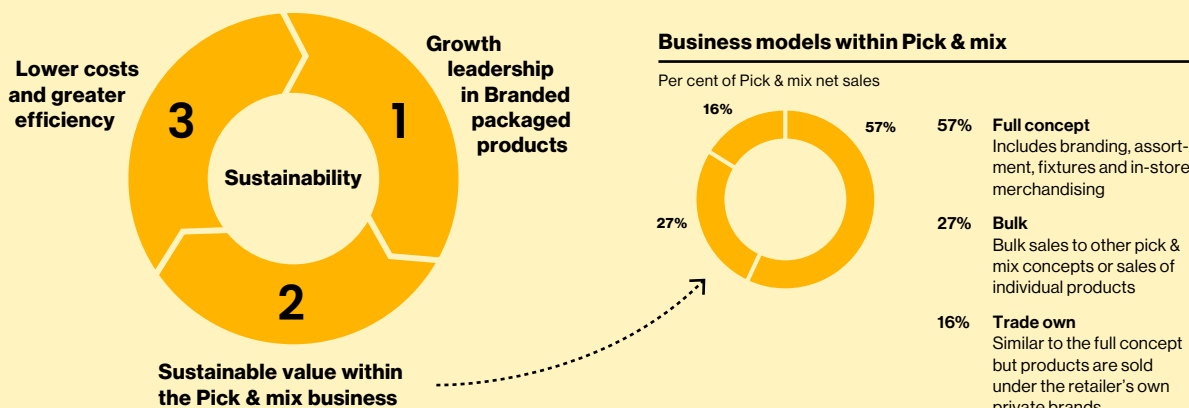 Growth
leadership
in Branded
packaged
products
Lower costs
and greater
efficiency
3
1
Sustainability
2
Sustainable value within
the Pick & mix business
Business models within Pick & mix
Per cent of Pick & mix net sales
16%
57%
27%
57% Full concept
Includes branding, assort-
ment, fixtures and in-store
merchandising
27% Bulk
Bulk sales to other pick &
mix concepts or sales of
individual products
16% Trade own
Similar to the full concept
but products are sold
under the retailer's own
private brands